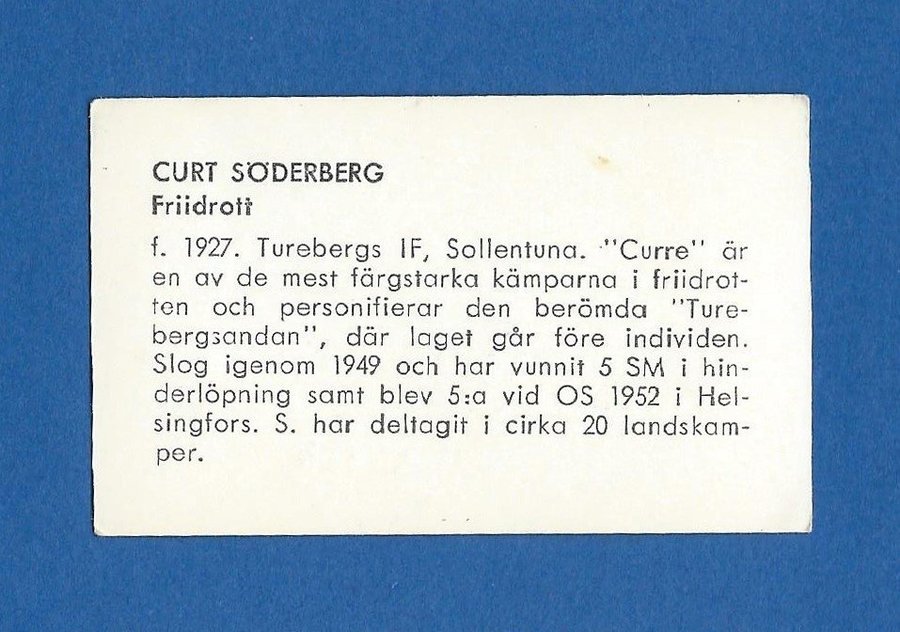 CURT SÖDERBERG
Friidrott
f. 1927. Turebergs IF, Sollentuna. "Curre" är
en av de mest färgstarka kämparna i friidrot-
ten och personifierar den berömda "Ture-
bergsandan", där laget går före individen.
Slog igenom 1949 och har vunnit 5 SM i hin-
derlöpning samt blev 5:a vid OS 1952 i Hel-
singfors. S. har deltagit i cirka 20 landskam-
per.